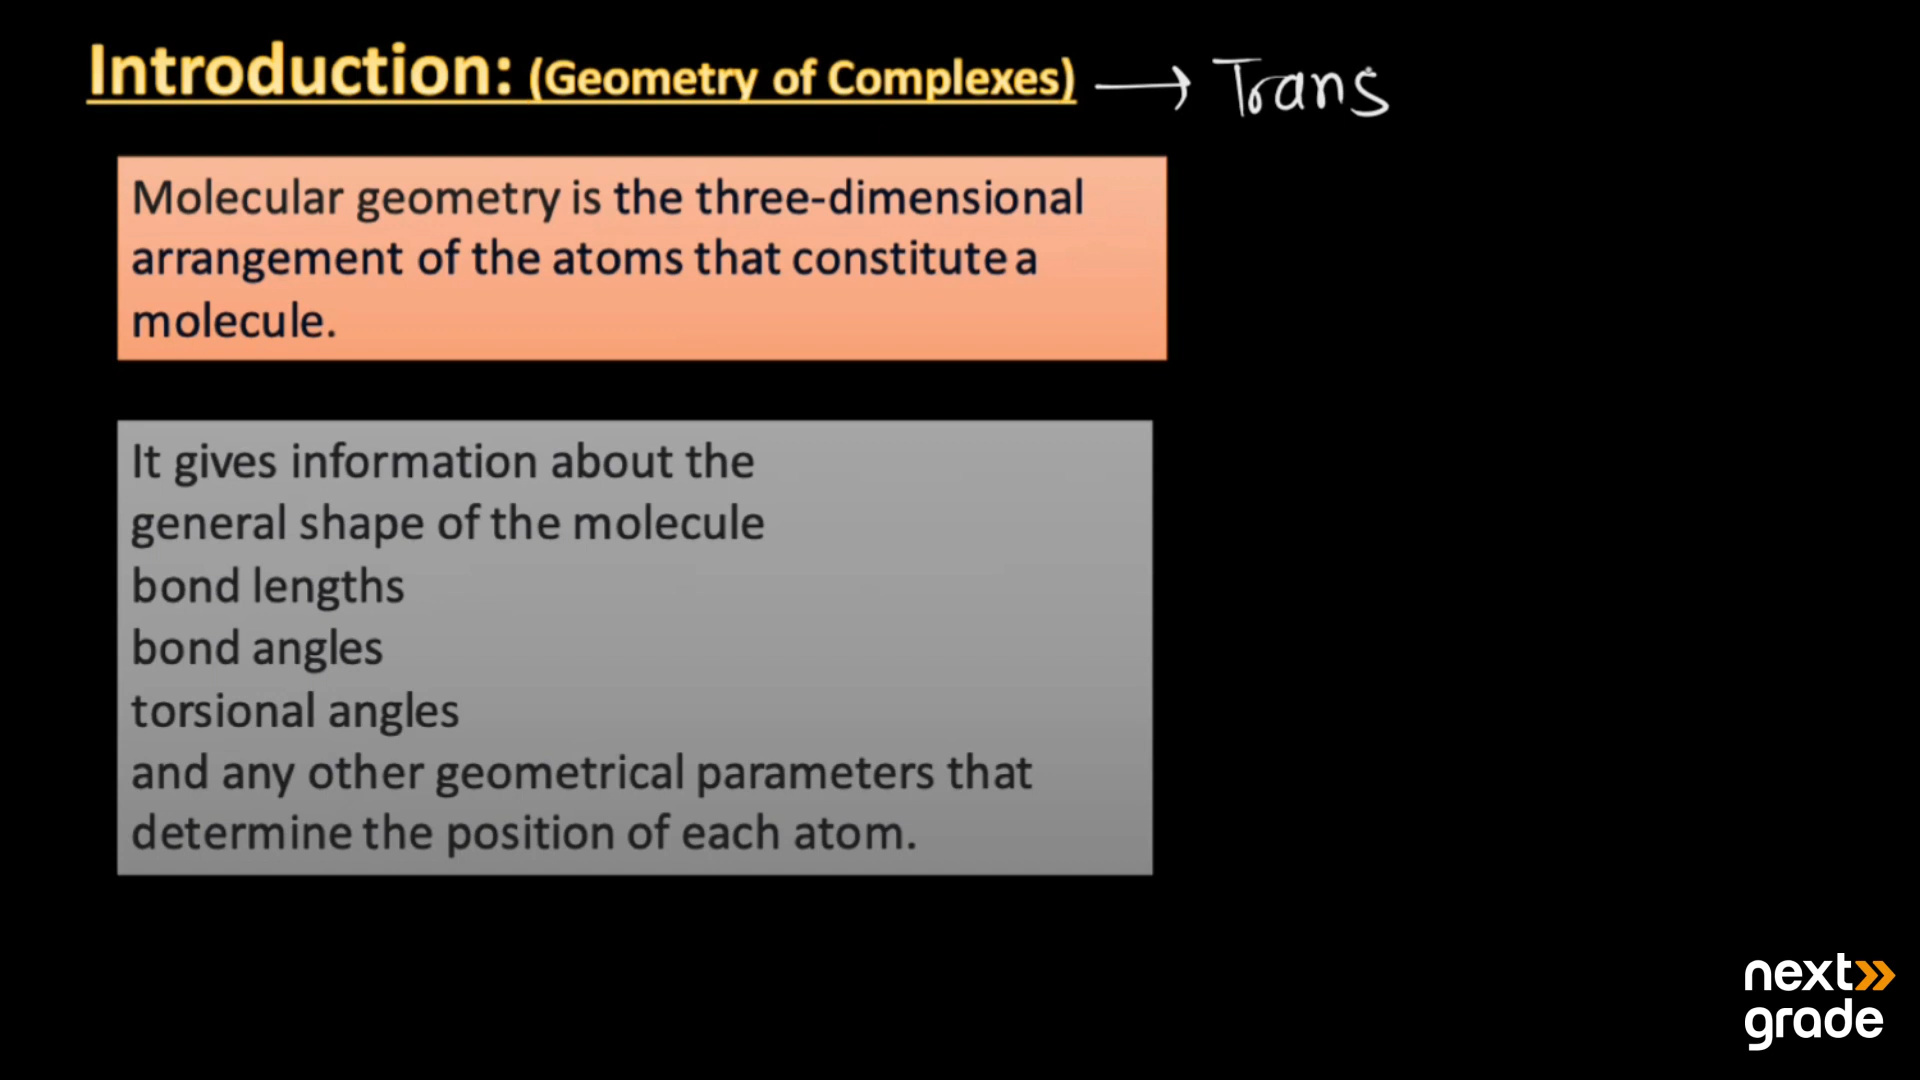 Introduction: (Geometry of Complexes) → Trans
Molecular geometry is the three-dimensional
arrangement of the atoms that constitute a
molecule.
It gives information about the
general shape of the molecule
bond lengths
bond angles
torsional angles
and any other geometrical parameters that
determine the position of each atom.
next
grade